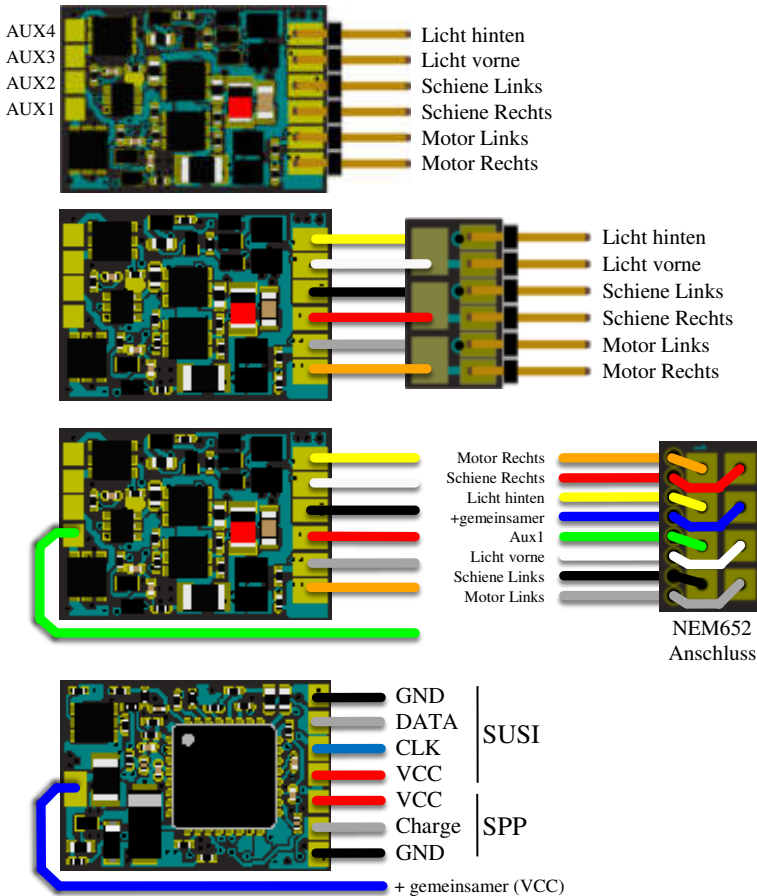 AUX4
AUX3
AUX2
AUX1
Licht hinten
Licht vorne
Schiene Links
Schiene Rechts
Motor Links
Motor Rechts
Licht hinten
Licht vorne
Schiene Links
Schiene Rechts
Motor Links
Motor Rechts
Motor Rechts
Schiene Rechts
Licht hinten
+gemeinsamer
Aux1
Licht vorne
Schiene Links
Motor Links
NEM652
Anschluss
GND
DATA
CLK
VCC
SUSI
VCC
Charge
GND
SPP
+ gemeinsamer (VCC)